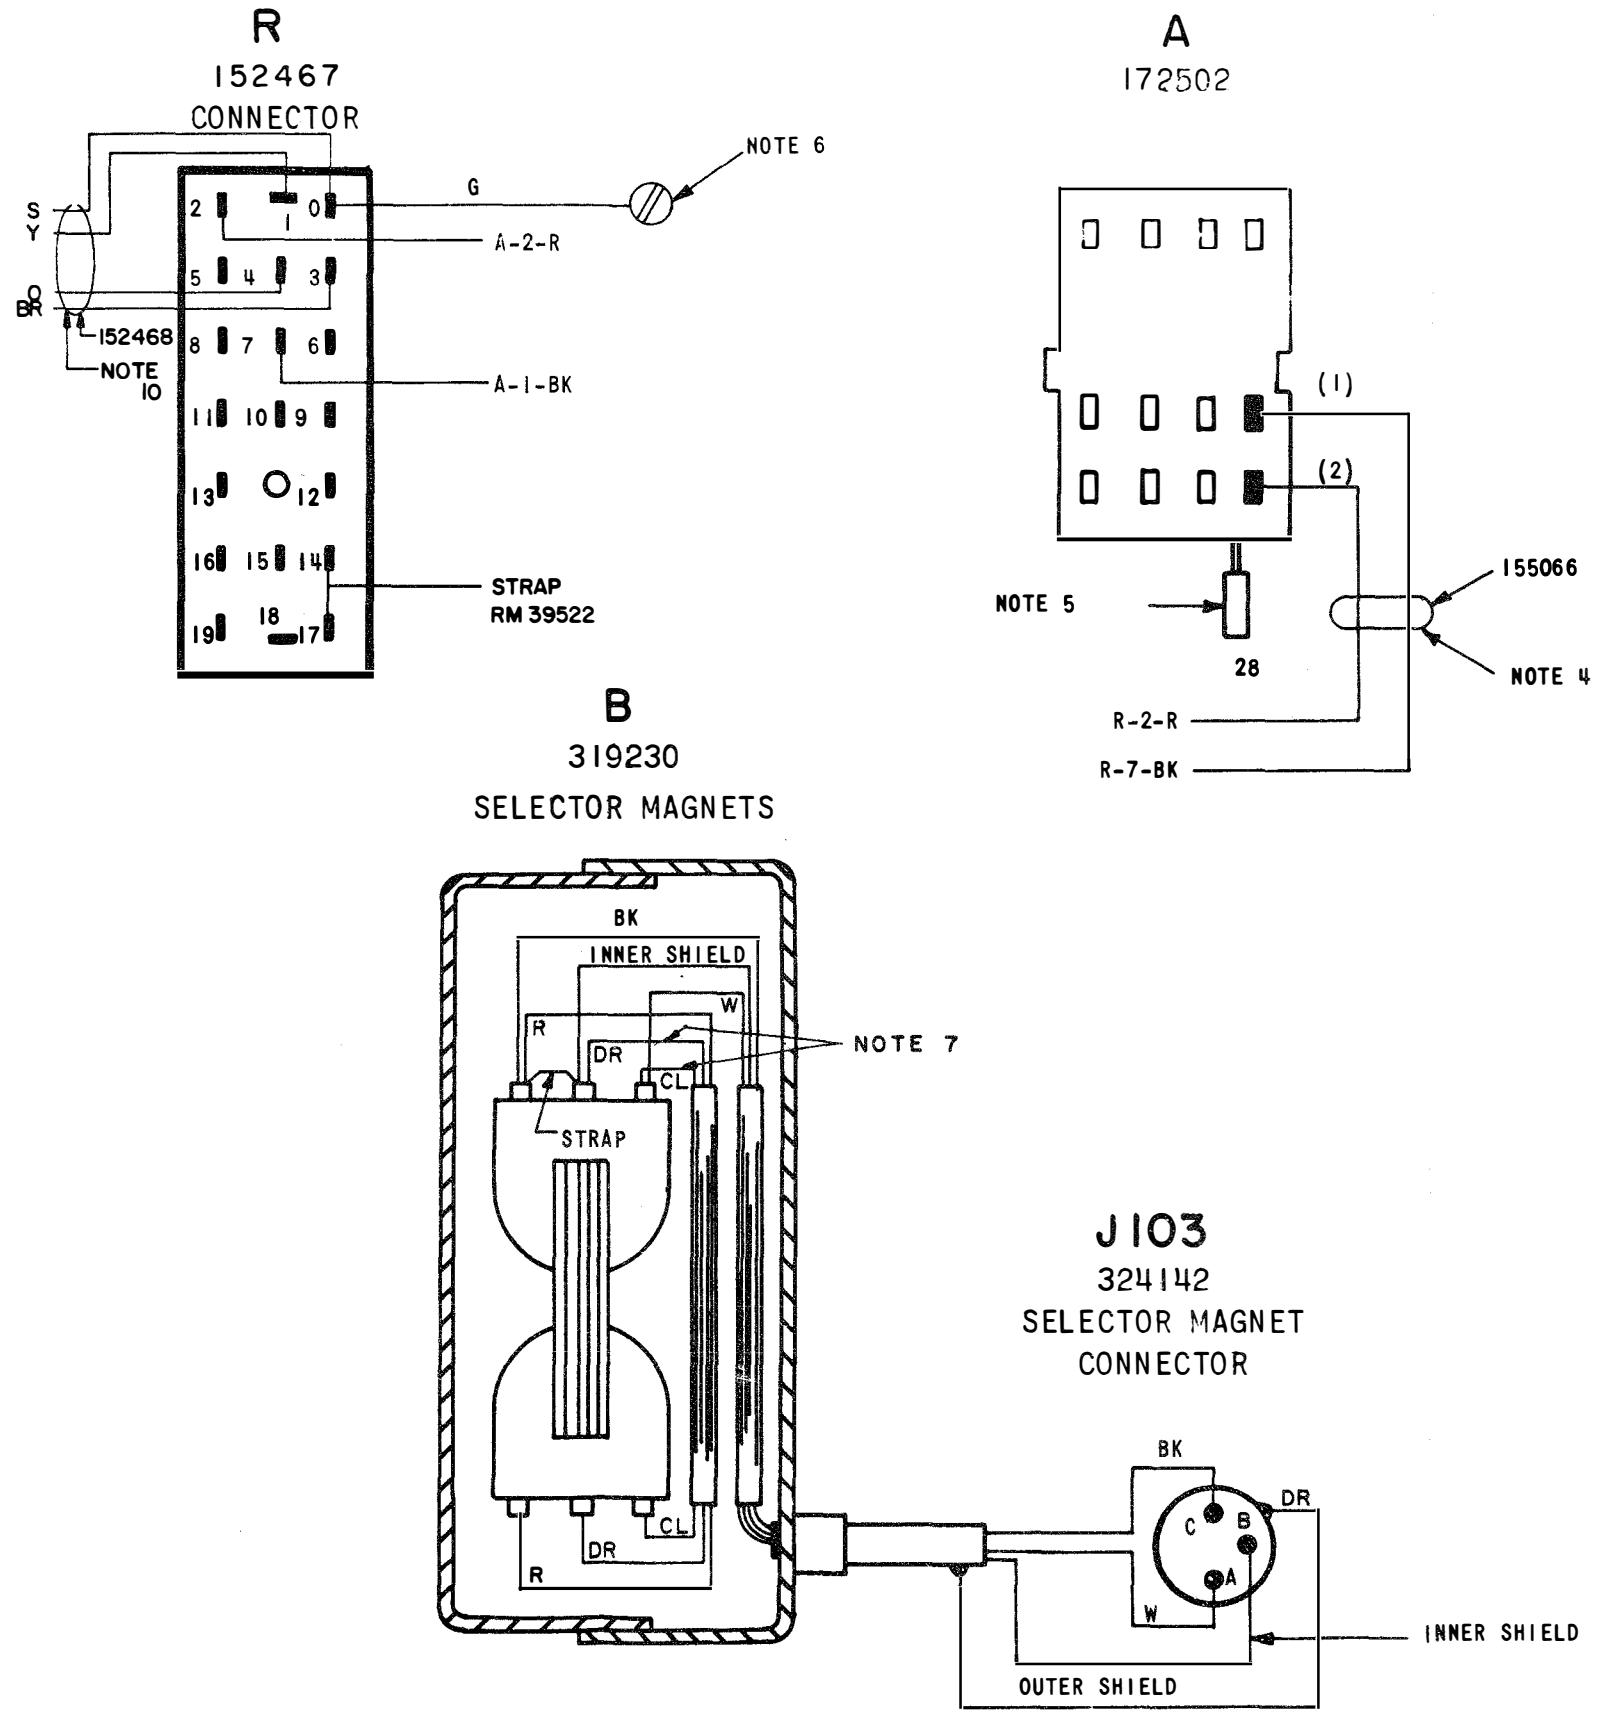 R
152467
CONNECTOR
S
Y
O
BR
152468
NOTE
10
2
1
0
5
4
3
8
7
6
11
10
9
13
12
16
15
14
19
18
17
G
NOTE 6
A-2-R
A-1-BK
STRAP
RM 39522
A
172502
(1)
(2)
NOTE 5
28
155066
NOTE 4
R-2-R
R-7-BK
B
319230
SELECTOR MAGNETS
BK
INNER SHIELD
W
R
DR
CL
NOTE 7
STRAP
CL
DR
R
J103
324142
SELECTOR MAGNET
CONNECTOR
BK
DR
C
B
A
W
INNER SHIELD
OUTER SHIELD